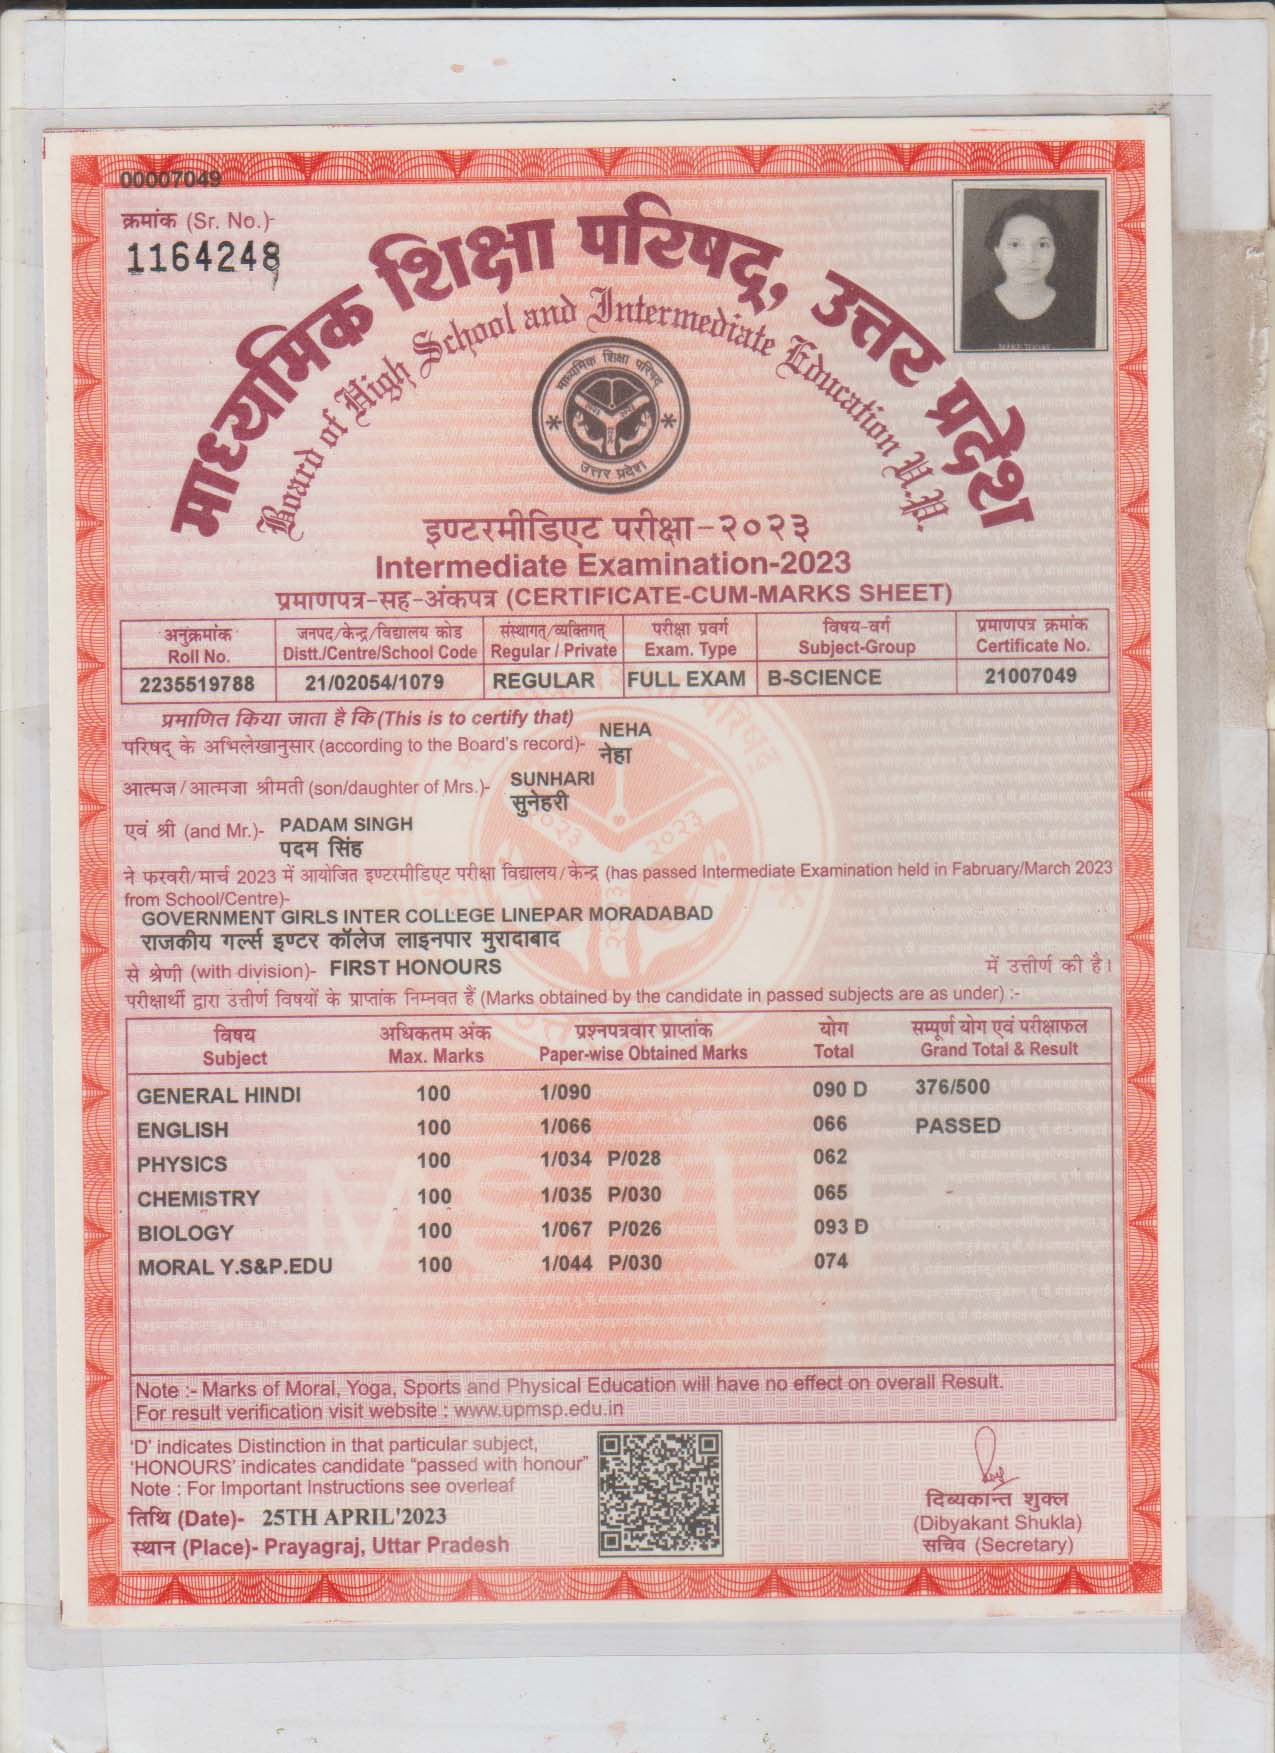 00007049
क्रमांक (Sr. No.)-
1164248
माध्यमिक शिक्षा परिषद्, उत्तर प्रदेश
Board of High School and Intermediate Education U.P.
माध्यमिक शिक्षा परिषद
उत्तर प्रदेश
इण्टरमीडिएट परीक्षा-२०२३
Intermediate Examination-2023
प्रमाणपत्र-सह-अंकपत्र (CERTIFICATE-CUM-MARKS SHEET)
अनुक्रमांक जनपद/केन्द्र/विद्यालय कोड संस्थागत्/व्यक्तिगत् परीक्षा प्रवर्ग विषय-वर्ग प्रमाणपत्र क्रमांक
Roll No. Distt./Centre/School Code Regular / Private Exam. Type Subject-Group Certificate No.
2235519788 21/02054/1079 REGULAR FULL EXAM B-SCIENCE 21007049
प्रमाणित किया जाता है कि (This is to certify that)
परिषद् के अभिलेखानुसार (according to the Board's record)- NEHA
नेहा
आत्मज/आत्मजा श्रीमती (son/daughter of Mrs.)- SUNHARI
सुनेहरी
एवं श्री (and Mr.)- PADAM SINGH
पदम सिंह
ने फरवरी/मार्च 2023 में आयोजित इण्टरमीडिएट परीक्षा विद्यालय/केन्द्र (has passed Intermediate Examination held in Fabruary/March 2023
from School/Centre)-
GOVERNMENT GIRLS INTER COLLEGE LINEPAR MORADABAD
राजकीय गर्ल्स इण्टर कॉलेज लाइनपार मुरादाबाद
से श्रेणी (with division)- FIRST HONOURS में उत्तीर्ण की है।
परीक्षार्थी द्वारा उत्तीर्ण विषयों के प्राप्तांक निम्नवत हैं (Marks obtained by the candidate in passed subjects are as under) :-
विषय अधिकतम अंक प्रश्नपत्रवार प्राप्तांक योग सम्पूर्ण योग एवं परीक्षाफल
Subject Max. Marks Paper-wise Obtained Marks Total Grand Total & Result
GENERAL HINDI 100 1/090 090 D 376/500
ENGLISH 100 1/066 066 PASSED
PHYSICS 100 1/034 P/028 062
CHEMISTRY 100 1/035 P/030 065
BIOLOGY 100 1/067 P/026 093 D
MORAL Y.S&P.EDU 100 1/044 P/030 074
Note :- Marks of Moral, Yoga, Sports and Physical Education will have no effect on overall Result.
For result verification visit website : www.upmsp.edu.in
'D' indicates Distinction in that particular subject,
'HONOURS' indicates candidate "passed with honour"
Note : For Important Instructions see overleaf
तिथि (Date)- 25TH APRIL'2023
स्थान (Place)- Prayagraj, Uttar Pradesh
दिब्यकान्त शुक्ल
(Dibyakant Shukla)
सचिव (Secretary)